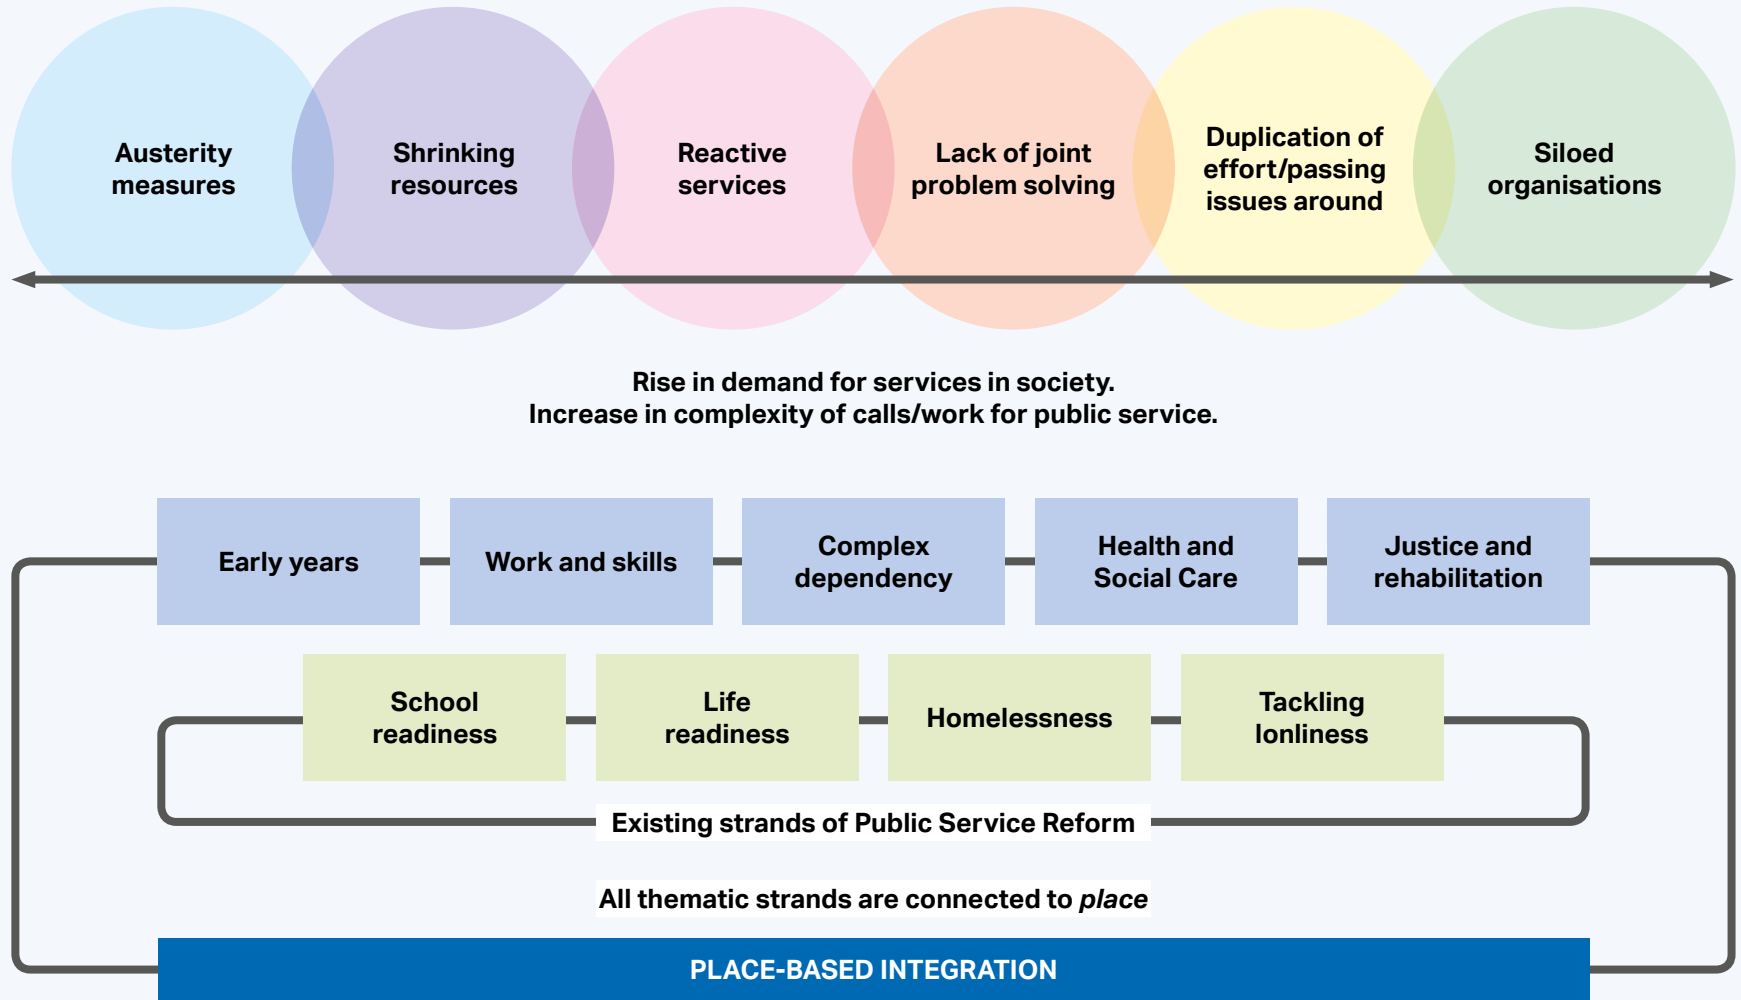 Austerity
measures
Shrinking
resources
Reactive
services
Lack of joint
problem solving
Duplication of
effort/passing
issues around
Siloed
organisations
Rise in demand for services in society.
Increase in complexity of calls/work for public service.
Early years
Work and skills
Complex
dependency
Health and
Social Care
Justice and
rehabilitation
School
readiness
Life
readiness
Homelessness
Tackling
lonliness
Existing strands of Public Service Reform
All thematic strands are connected to place
PLACE-BASED INTEGRATION